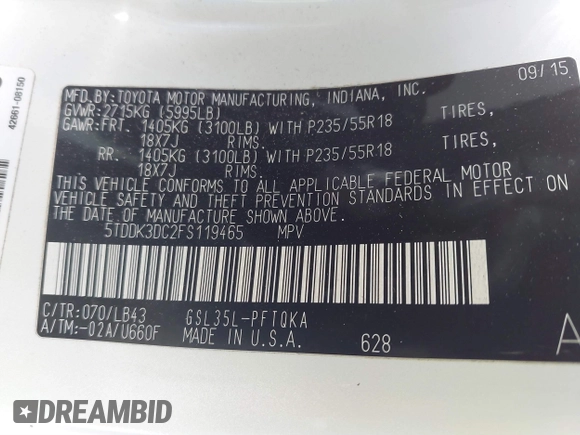 42661-08150
09/15
MFD.BY:TOYOTA MOTOR MANUFACTURING, INDIANA, INC.
GVWR:2715KG (5995LB)
GAWR:FRT. 1405KG (3100LB) WITH P235/55R18 TIRES,
18X7J RIMS.
RR. 1405KG (3100LB) WITH P235/55R18 TIRES,
18X7J RIMS.
THIS VEHICLE CONFORMS TO ALL APPLICABLE FEDERAL MOTOR
VEHICLE SAFETY AND THEFT PREVENTION STANDARDS IN EFFECT ON
THE DATE OF MANUFACTURE SHOWN ABOVE.
5TDDK3DC2FS119465 MPV
C/TR:070/LB43 GSL35L-PFTQKA
A/TM:-02A/U660F MADE IN U.S.A. 628 A
DREAMBID